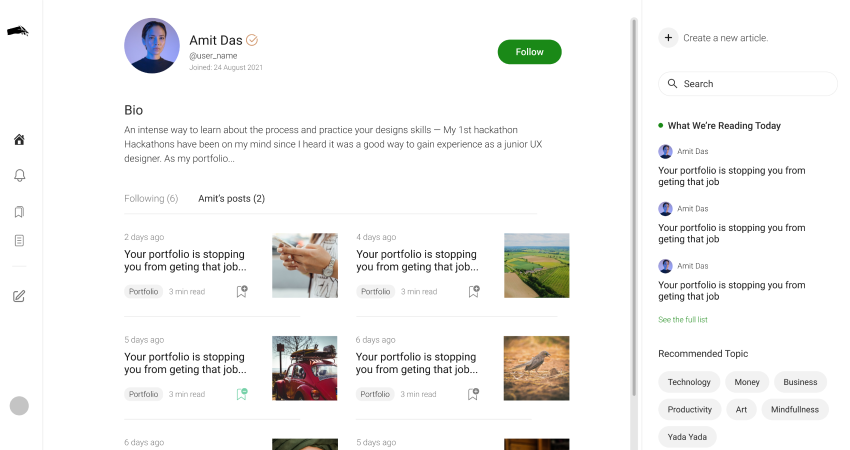 Amit Das
@user_name
Joined: 24 August 2021
Follow
Bio
An intense way to learn about the process and practice your designs skills — My 1st hackathon
Hackathons have been on my mind since I heard it was a good way to gain experience as a junior UX
designer. As my portfolio...
Following (6)
Amit's posts (2)
2 days ago
Your portfolio is stopping
you from geting that job...
Portfolio
3 min read
4 days ago
Your portfolio is stopping
you from geting that job...
Portfolio
3 min read
5 days ago
Your portfolio is stopping
you from geting that job...
Portfolio
3 min read
6 days ago
Your portfolio is stopping
you from geting that job...
Portfolio
3 min read
6 days ago
5 days ago
Create a new article.
Search
What We're Reading Today
Amit Das
Your portfolio is stopping you from
geting that job
Amit Das
Your portfolio is stopping you from
geting that job
Amit Das
Your portfolio is stopping you from
geting that job
See the full list
Recommended Topic
Technology
Money
Business
Productivity
Art
Mindfullness
Yada Yada